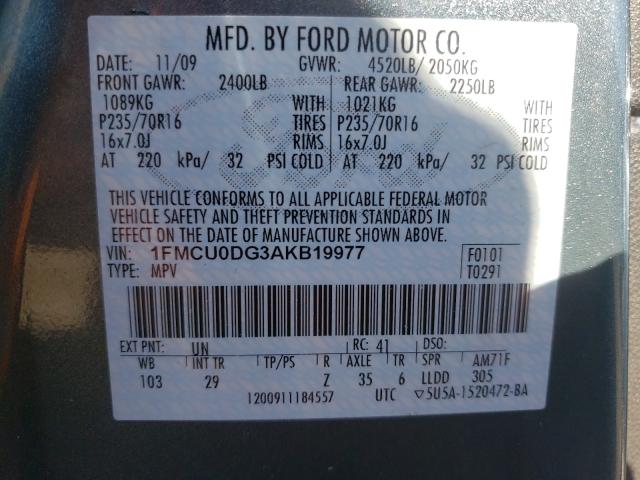 MFD. BY FORD MOTOR CO.
DATE: 11/09 GVWR: 4520LB/ 2050KG
FRONT GAWR: 2400LB REAR GAWR: 2250LB
1089KG WITH 1021KG WITH
P235/70R16 TIRES P235/70R16 TIRES
16x7.0J RIMS 16x7.0J RIMS
AT 220 kPa/ 32 PSI COLD AT 220 kPa/ 32 PSI COLD
THIS VEHICLE CONFORMS TO ALL APPLICABLE FEDERAL MOTOR
VEHICLE SAFETY AND THEFT PREVENTION STANDARDS IN
EFFECT ON THE DATE OF MANUFACTURE SHOWN ABOVE.
VIN: 1FMCU0DG3AKB19977 F0101
TYPE: MPV T0291
EXT PNT: UN RC: 41 DSO:
WB INT TR TP/PS R AXLE TR SPR AM71F
103 29 Z 35 6 LLDD 305
1200911184557 UTC ▽5U5A-1520472-BA